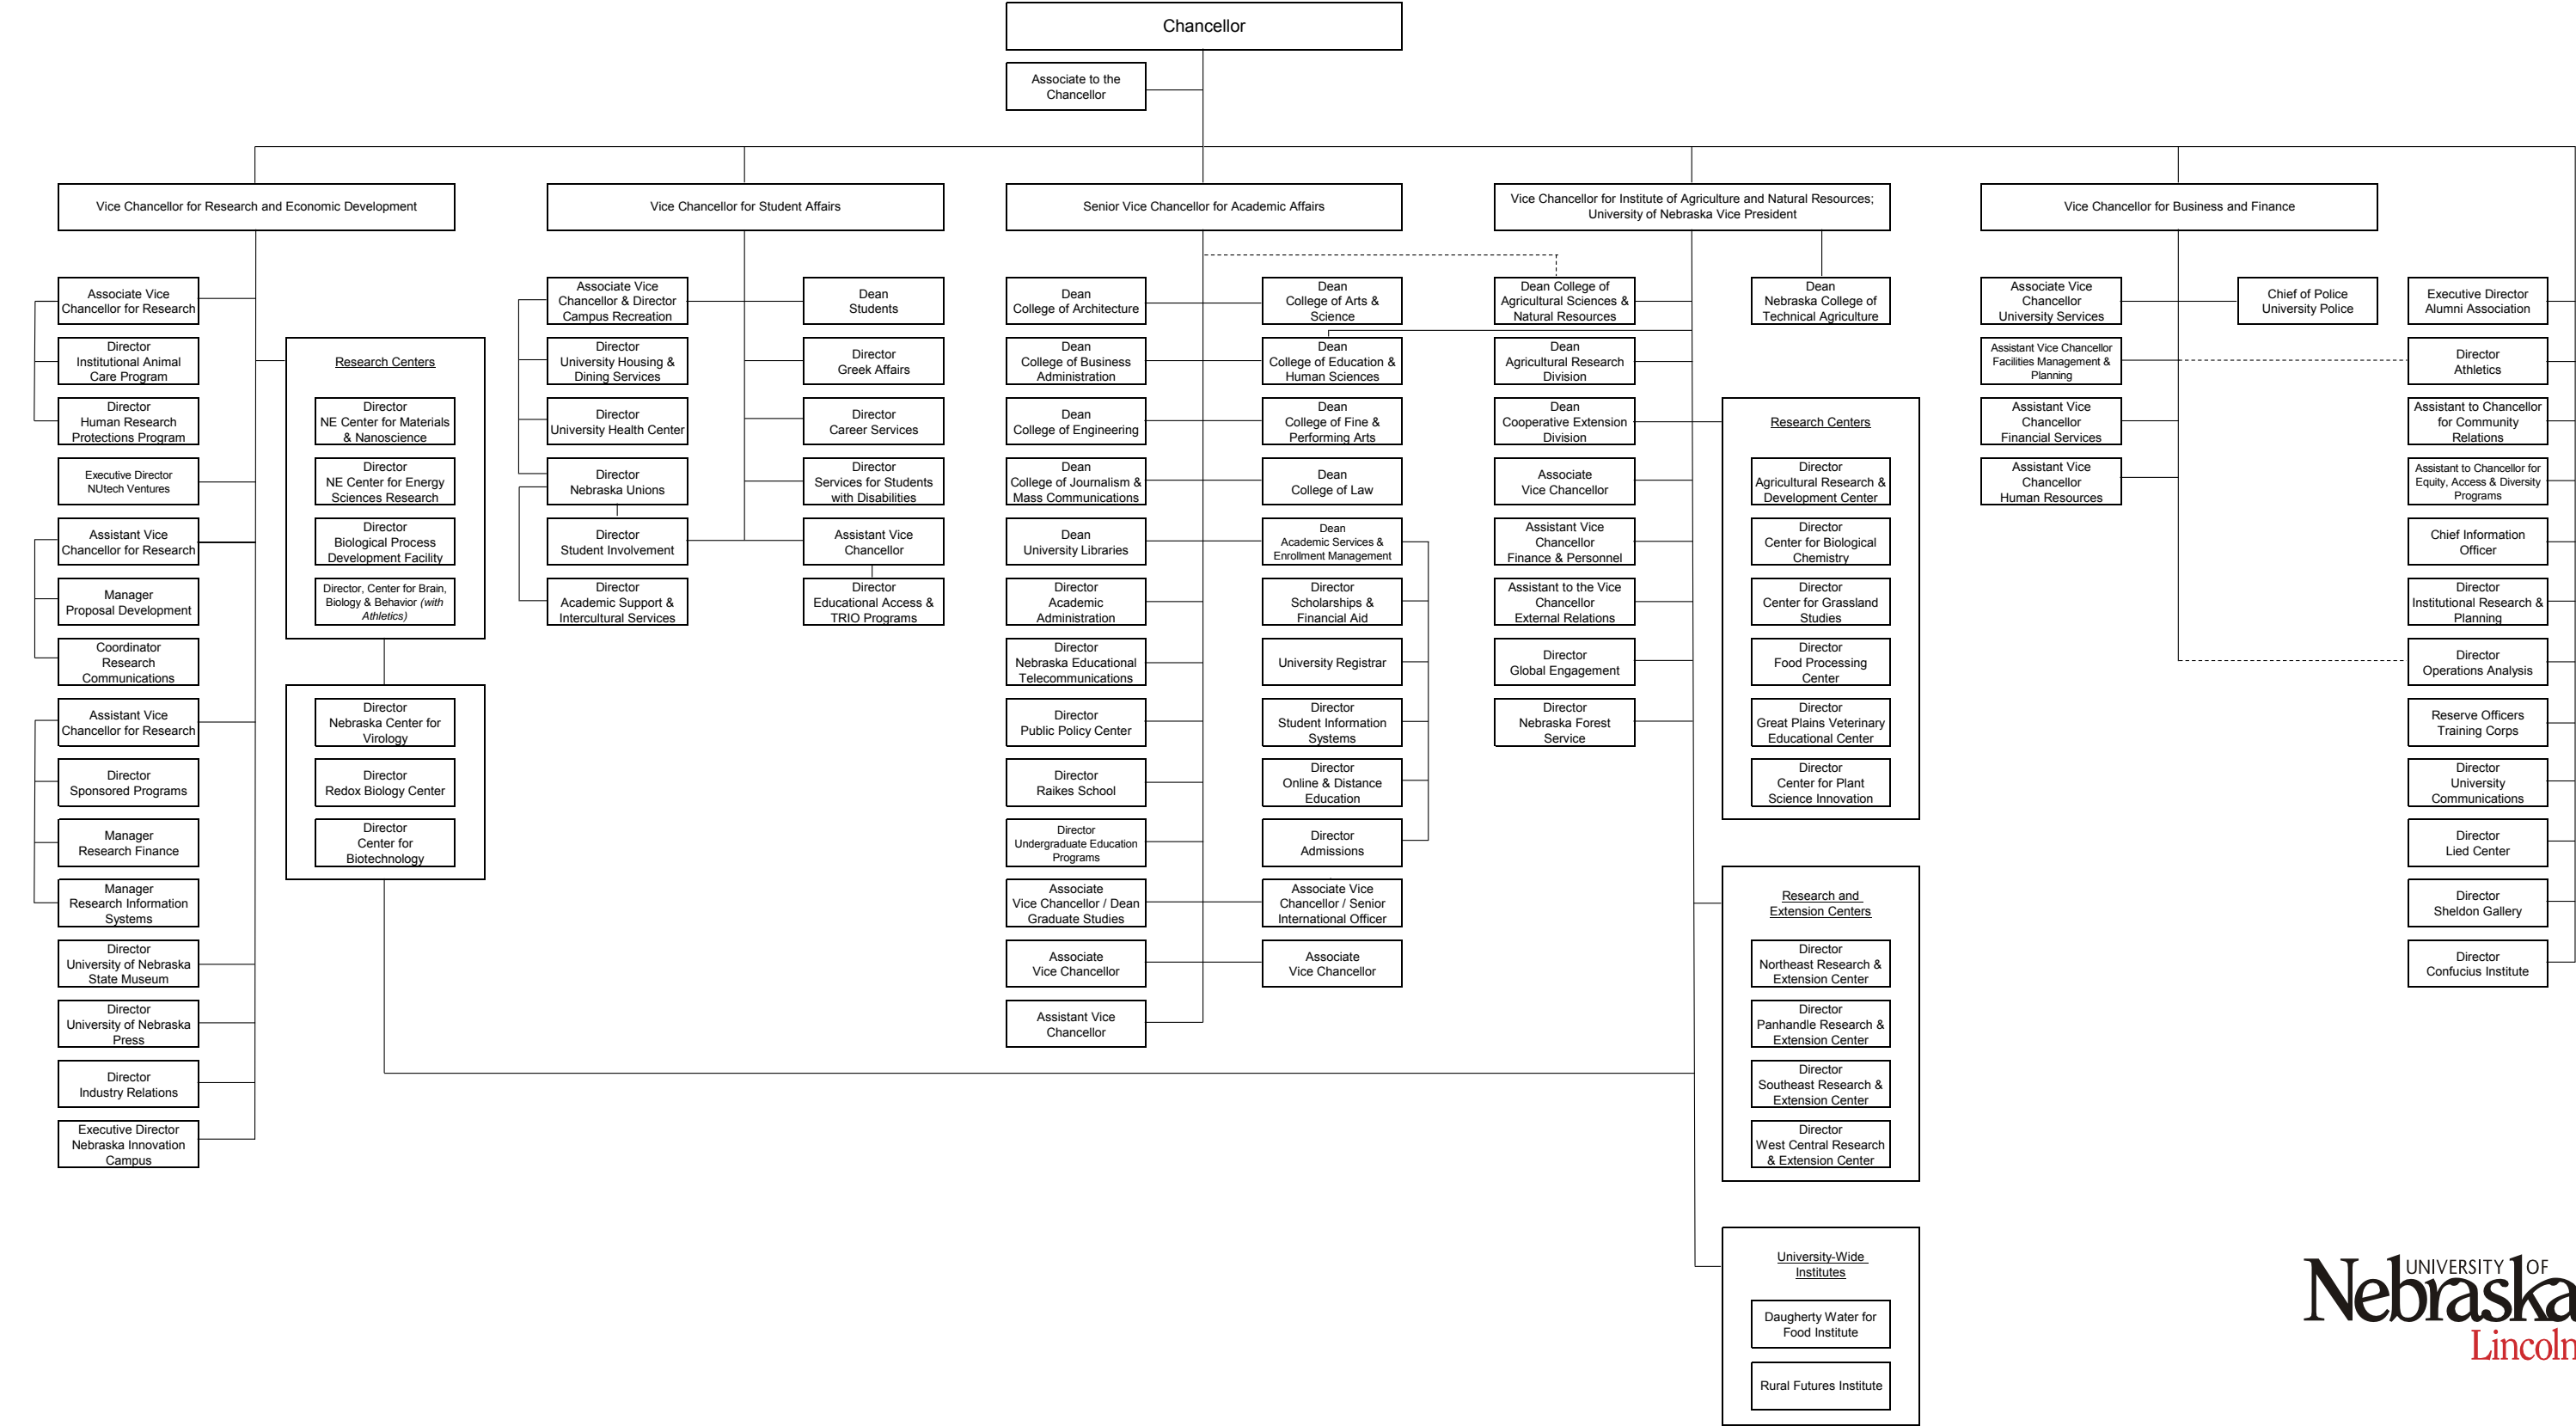 Chancellor
Associate to the
Chancellor
Vice Chancellor for Research and Economic Development
Vice Chancellor for Student Affairs
Senior Vice Chancellor for Academic Affairs
Vice Chancellor for Institute of Agriculture and Natural Resources;
University of Nebraska Vice President
Vice Chancellor for Business and Finance
Associate Vice
Chancellor for Research
Director
Institutional Animal
Care Program
Director
Human Research
Protections Program
Executive Director
NUtech Ventures
Assistant Vice
Chancellor for Research
Manager
Proposal Development
Coordinator
Research
Communications
Assistant Vice
Chancellor for Research
Director
Sponsored Programs
Manager
Research Finance
Manager
Research Information
Systems
Director
University of Nebraska
State Museum
Director
University of Nebraska
Press
Director
Industry Relations
Executive Director
Nebraska Innovation
Campus
Research Centers
Director
NE Center for Materials
& Nanoscience
Director
NE Center for Energy
Sciences Research
Director
Biological Process
Development Facility
Director, Center for Brain,
Biology & Behavior (with
Athletics)
Director
Nebraska Center for
Virology
Director
Redox Biology Center
Director
Center for
Biotechnology
Associate Vice
Chancellor & Director
Campus Recreation
Director
University Housing &
Dining Services
Director
University Health Center
Director
Nebraska Unions
Director
Student Involvement
Director
Academic Support &
Intercultural Services
Dean
Students
Director
Greek Affairs
Director
Career Services
Director
Services for Students
with Disabilities
Assistant Vice
Chancellor
Director
Educational Access &
TRIO Programs
Dean
College of Architecture
Dean
College of Business
Administration
Dean
College of Engineering
Dean
College of Journalism &
Mass Communications
Dean
University Libraries
Director
Academic
Administration
Director
Nebraska Educational
Telecommunications
Director
Public Policy Center
Director
Raikes School
Director
Undergraduate Education
Programs
Associate
Vice Chancellor / Dean
Graduate Studies
Associate
Vice Chancellor
Assistant Vice
Chancellor
Dean
College of Arts &
Science
Dean
College of Education &
Human Sciences
Dean
College of Fine &
Performing Arts
Dean
College of Law
Dean
Academic Services &
Enrollment Management
Director
Scholarships &
Financial Aid
University Registrar
Director
Student Information
Systems
Director
Online & Distance
Education
Director
Admissions
Associate Vice
Chancellor / Senior
International Officer
Associate
Vice Chancellor
Dean College of
Agricultural Sciences &
Natural Resources
Dean
Agricultural Research
Division
Dean
Cooperative Extension
Division
Associate
Vice Chancellor
Assistant Vice
Chancellor
Finance & Personnel
Assistant to the Vice
Chancellor
External Relations
Director
Global Engagement
Director
Nebraska Forest
Service
Dean
Nebraska College of
Technical Agriculture
Research Centers
Director
Agricultural Research &
Development Center
Director
Center for Biological
Chemistry
Director
Center for Grassland
Studies
Director
Food Processing
Center
Director
Great Plains Veterinary
Educational Center
Director
Center for Plant
Science Innovation
Research and
Extension Centers
Director
Northeast Research &
Extension Center
Director
Panhandle Research &
Extension Center
Director
Southeast Research &
Extension Center
Director
West Central Research
& Extension Center
University-Wide
Institutes
Daugherty Water for
Food Institute
Rural Futures Institute
Associate Vice
Chancellor
University Services
Assistant Vice Chancellor
Facilities Management &
Planning
Assistant Vice
Chancellor
Financial Services
Assistant Vice
Chancellor
Human Resources
Chief of Police
University Police
Executive Director
Alumni Association
Director
Athletics
Assistant to Chancellor
for Community
Relations
Assistant to Chancellor for
Equity, Access & Diversity
Programs
Chief Information
Officer
Director
Institutional Research &
Planning
Director
Operations Analysis
Reserve Officers
Training Corps
Director
University
Communications
Director
Lied Center
Director
Sheldon Gallery
Director
Confucius Institute
UNIVERSITY OF
Nebraska
Lincoln